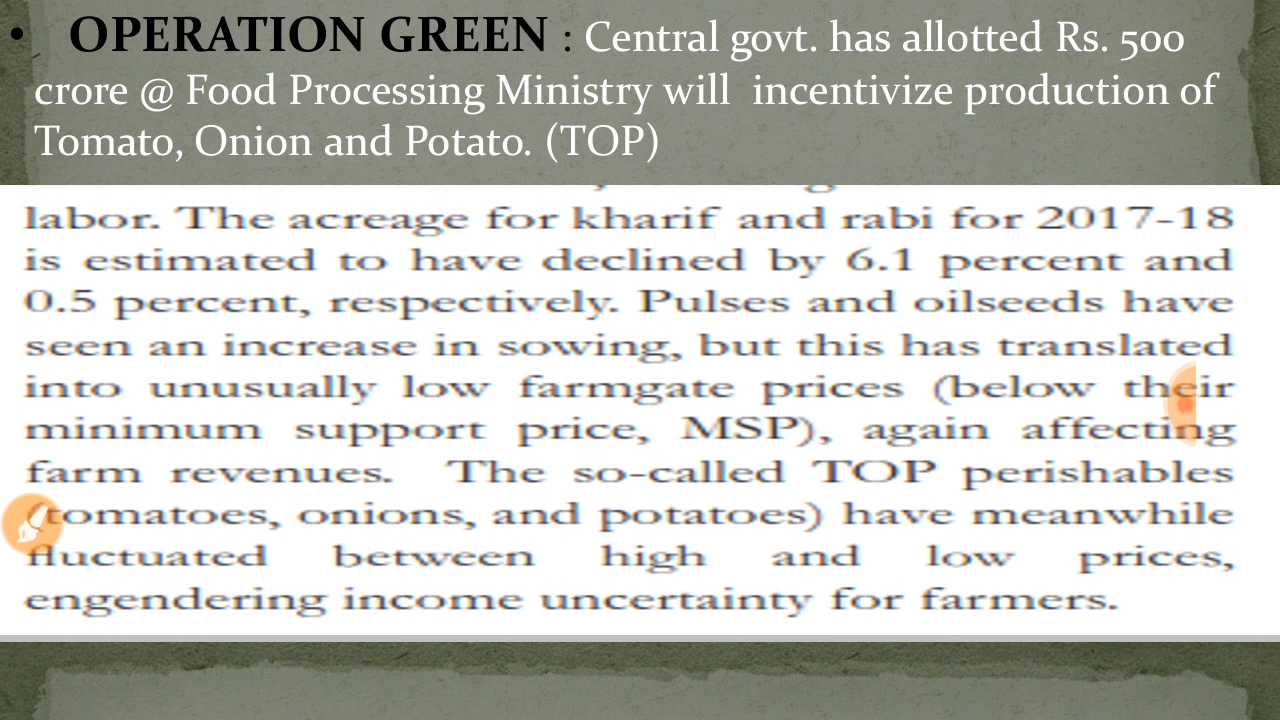 • OPERATION GREEN : Central govt. has allotted Rs. 500
crore @ Food Processing Ministry will incentivize production of
Tomato, Onion and Potato. (TOP)
labor. The acreage for kharif and rabi for 2017-18
is estimated to have declined by 6.1 percent and
0.5 percent, respectively. Pulses and oilseeds have
seen an increase in sowing, but this has translated
into unusually low farmgate prices (below their
minimum support price, MSP), again affecting
farm revenues. The so-called TOP perishables
(tomatoes, onions, and potatoes) have meanwhile
fluctuated between high and low prices,
engendering income uncertainty for farmers.